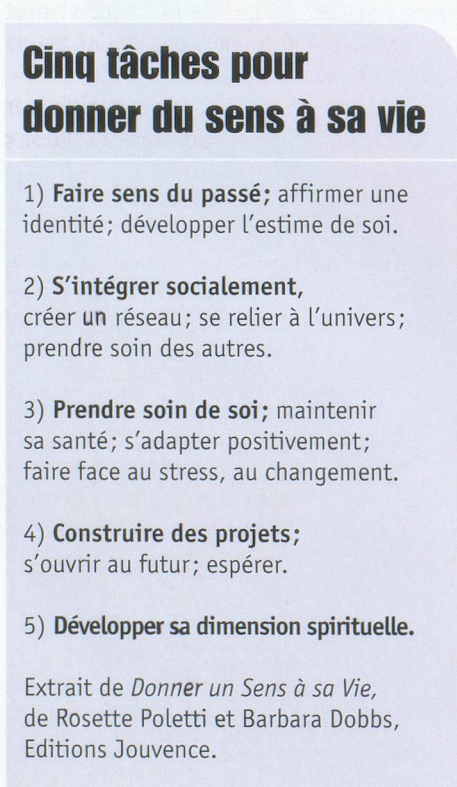 Cinq tâches pour
donner du sens à sa vie
1) Faire sens du passé; affirmer une
identité; développer l'estime de soi.
2) S'intégrer socialement,
créer un réseau; se relier à l'univers;
prendre soin des autres.
3) Prendre soin de soi; maintenir
sa santé; s'adapter positivement;
faire face au stress, au changement.
4) Construire des projets;
s'ouvrir au futur; espérer.
5) Développer sa dimension spirituelle.
Extrait de Donner un Sens à sa Vie,
de Rosette Poletti et Barbara Dobbs,
Editions Jouvence.